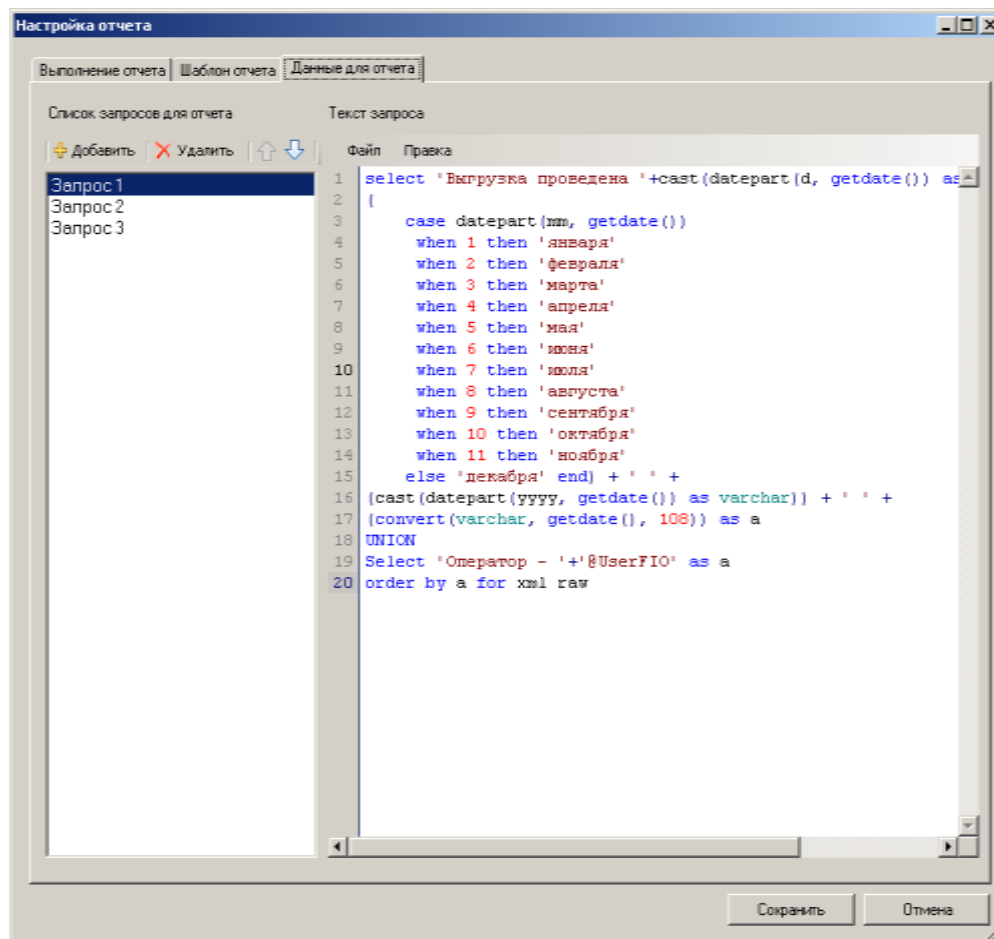 Настройка отчета
Выполнение отчета Шаблон отчета Данные для отчета
Список запросов для отчета Текст запроса
Добавить Удалить Файл Правка
Запрос 1
Запрос 2
Запрос 3
1 select 'Выгрузка проведена '+cast(datepart(d, getdate()) as
2 (
3 case datepart(mm, getdate())
4 when 1 then 'января'
5 when 2 then 'февраля'
6 when 3 then 'марта'
7 when 4 then 'апреля'
8 when 5 then 'мая'
9 when 6 then 'июня'
10 when 7 then 'июля'
11 when 8 then 'августа'
12 when 9 then 'сентября'
13 when 10 then 'октября'
14 when 11 then 'ноября'
15 else 'декабря' end) + ' ' +
16 (cast(datepart(yyyy, getdate()) as varchar)) + ' ' +
17 (convert(varchar, getdate(), 108)) as a
18 UNION
19 Select 'Оператор - '+'@UserFIO' as a
20 order by a for xml raw
Сохранить Отмена